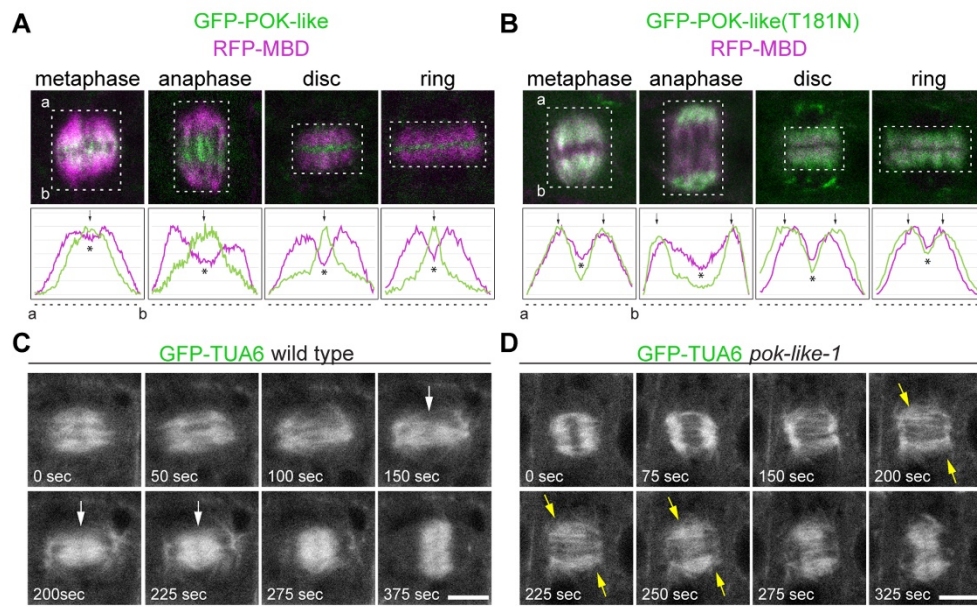 A
GFP-POK-like
RFP-MBD
metaphase anaphase disc ring
a
b
* * * *
a b
B
GFP-POK-like(T181N)
RFP-MBD
metaphase anaphase disc ring
a
b
* * * *
a b
C
GFP-TUA6 wild type
0 sec 50 sec 100 sec 150 sec
200sec 225 sec 275 sec 375 sec
D
GFP-TUA6 pok-like-1
0 sec 75 sec 150 sec 200 sec
225 sec 250 sec 275 sec 325 sec